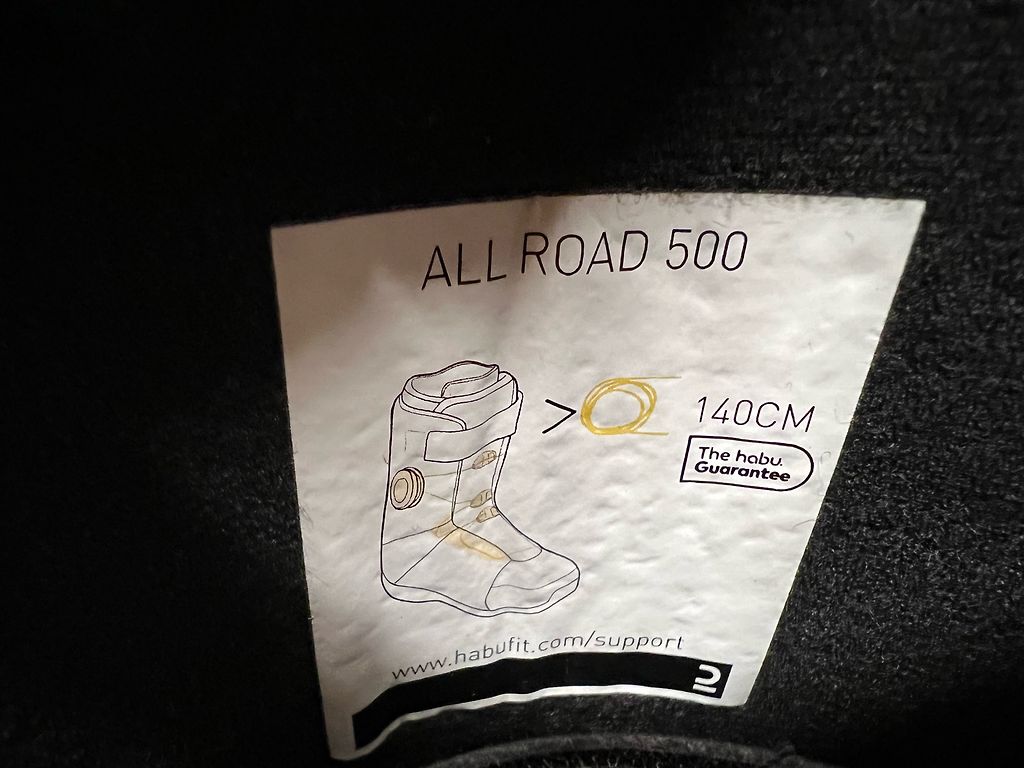 ALL ROAD 500
> 140CM
The habu.
Guarantee
www.habufit.com/support